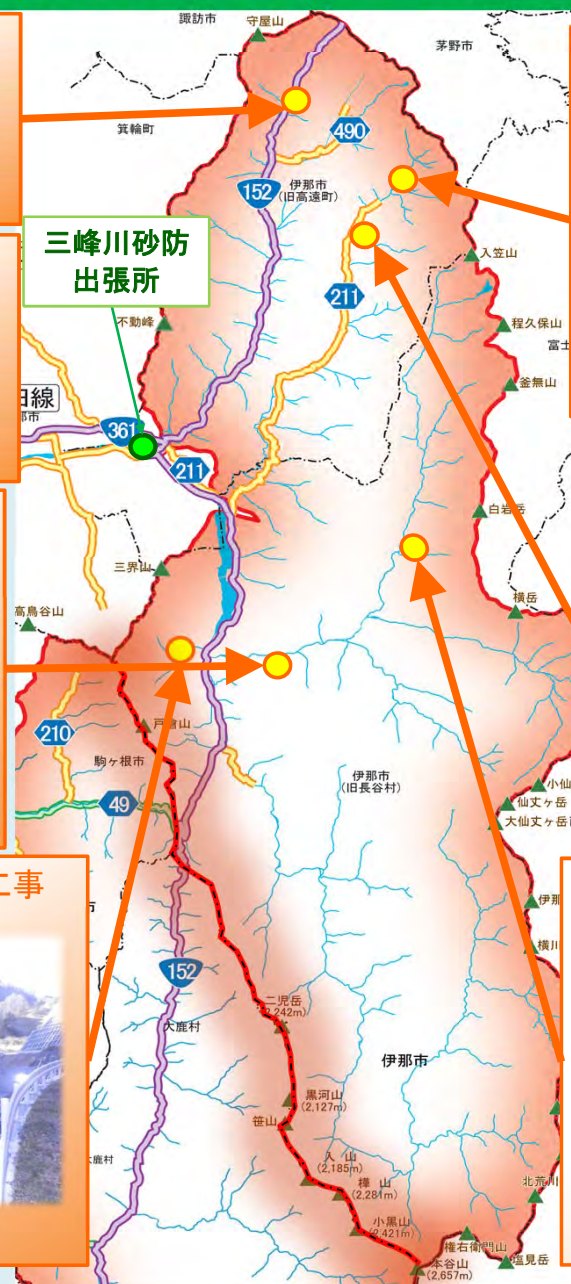 諏訪市
守屋山
茅野市
箕輪町
490
152
伊那市
(旧高遠町)
三峰川砂防
出張所
入笠山
211
不動峰
程久保山
富士
釜無山
田線
361
211
白岩岳
三界山
横岳
高鳥谷山
戸倉山
210
駒ヶ根市
伊那市
(旧長谷村)
小仙
仙丈ヶ岳
大仙丈ヶ岳
49
工事
市
伊那
横川
152
二児岳
(2,242m)
大鹿村
伊那市
黒河山
(2,127m)
笹山
入山
(2,185m)
大鹿村
樺山
(2,281m)
北荒川
小黒山
(2,421m)
権右衛門山
塩見岳
本谷山
(2,657m)